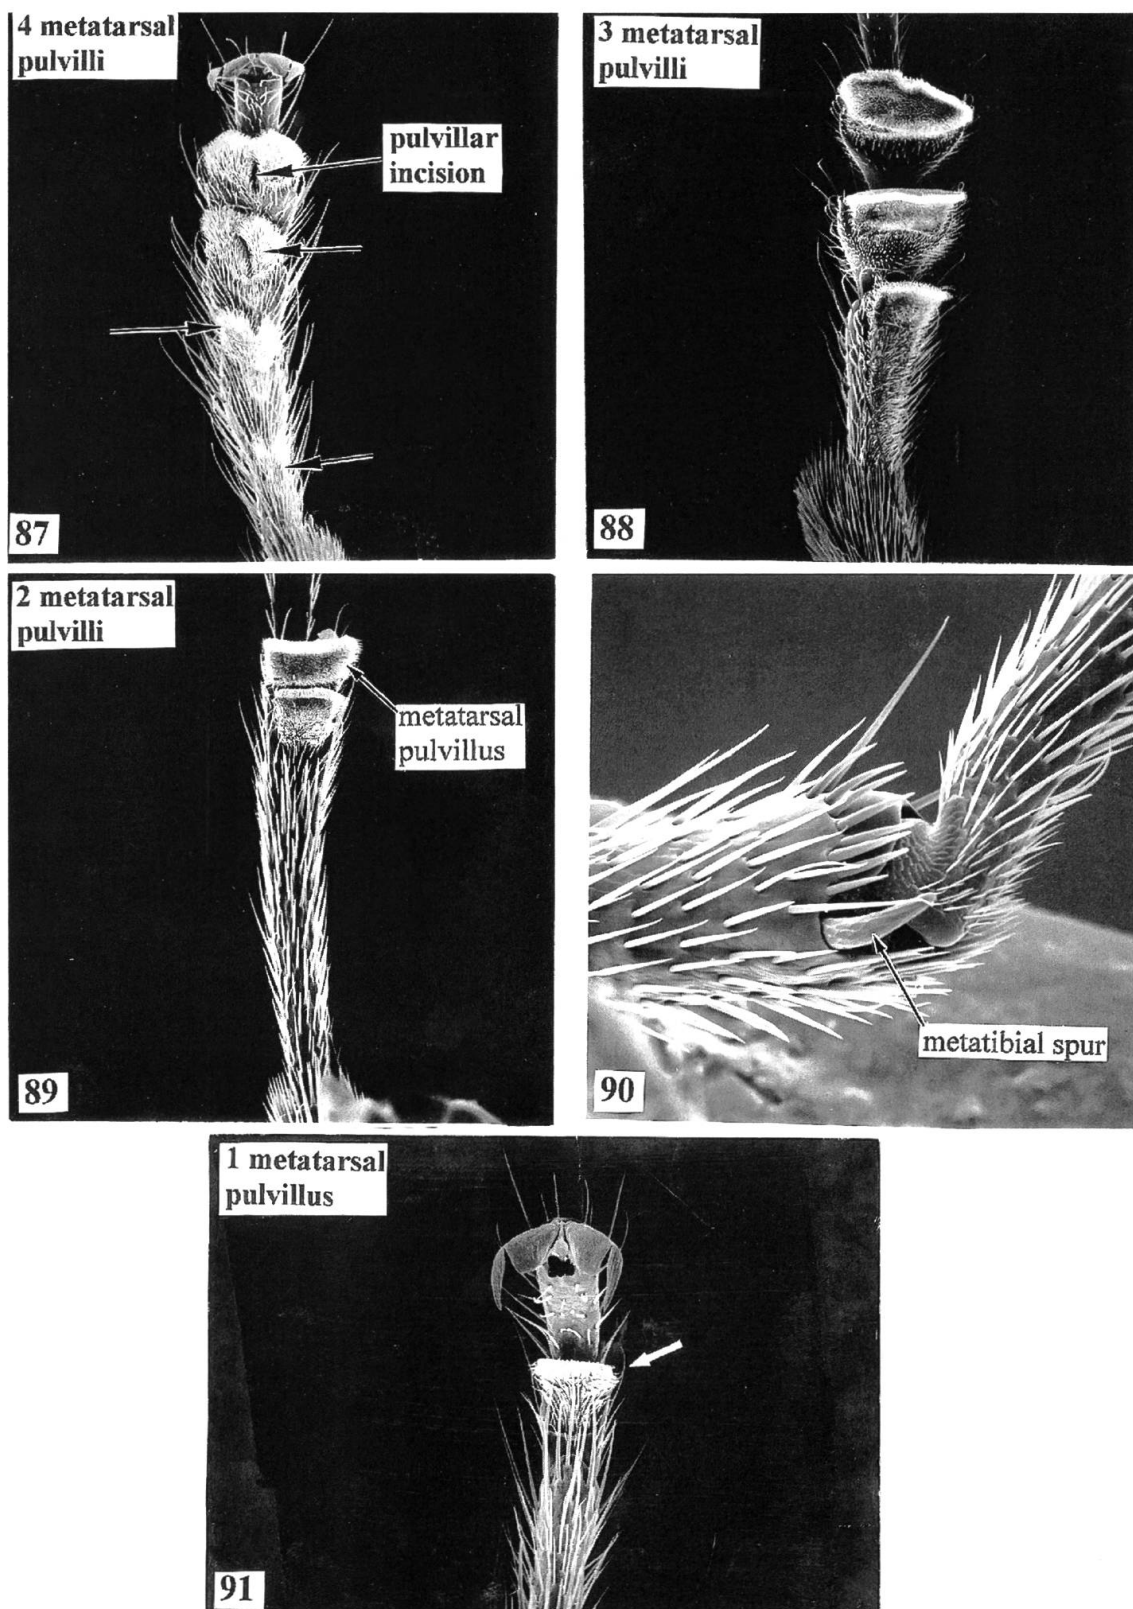 4 metatarsal
pulvilli
pulvillar
incision
87
3 metatarsal
pulvilli
88
2 metatarsal
pulvilli
metatarsal
pulvillus
89
metatibial spur
90
1 metatarsal
pulvillus
91